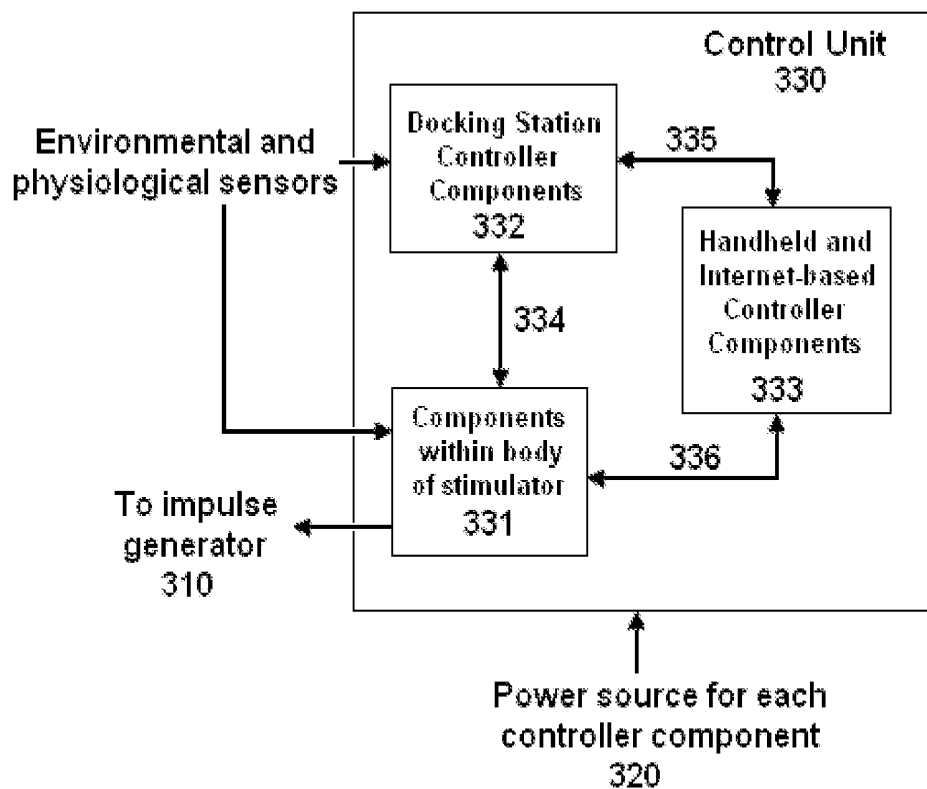 Control Unit
330
Docking Station
Controller
Components
332
335
Environmental and
physiological sensors
Handheld and
Internet-based
Controller
Components
333
334
Components
within body
of stimulator
331
336
To impulse
generator
310
Power source for each
controller component
320